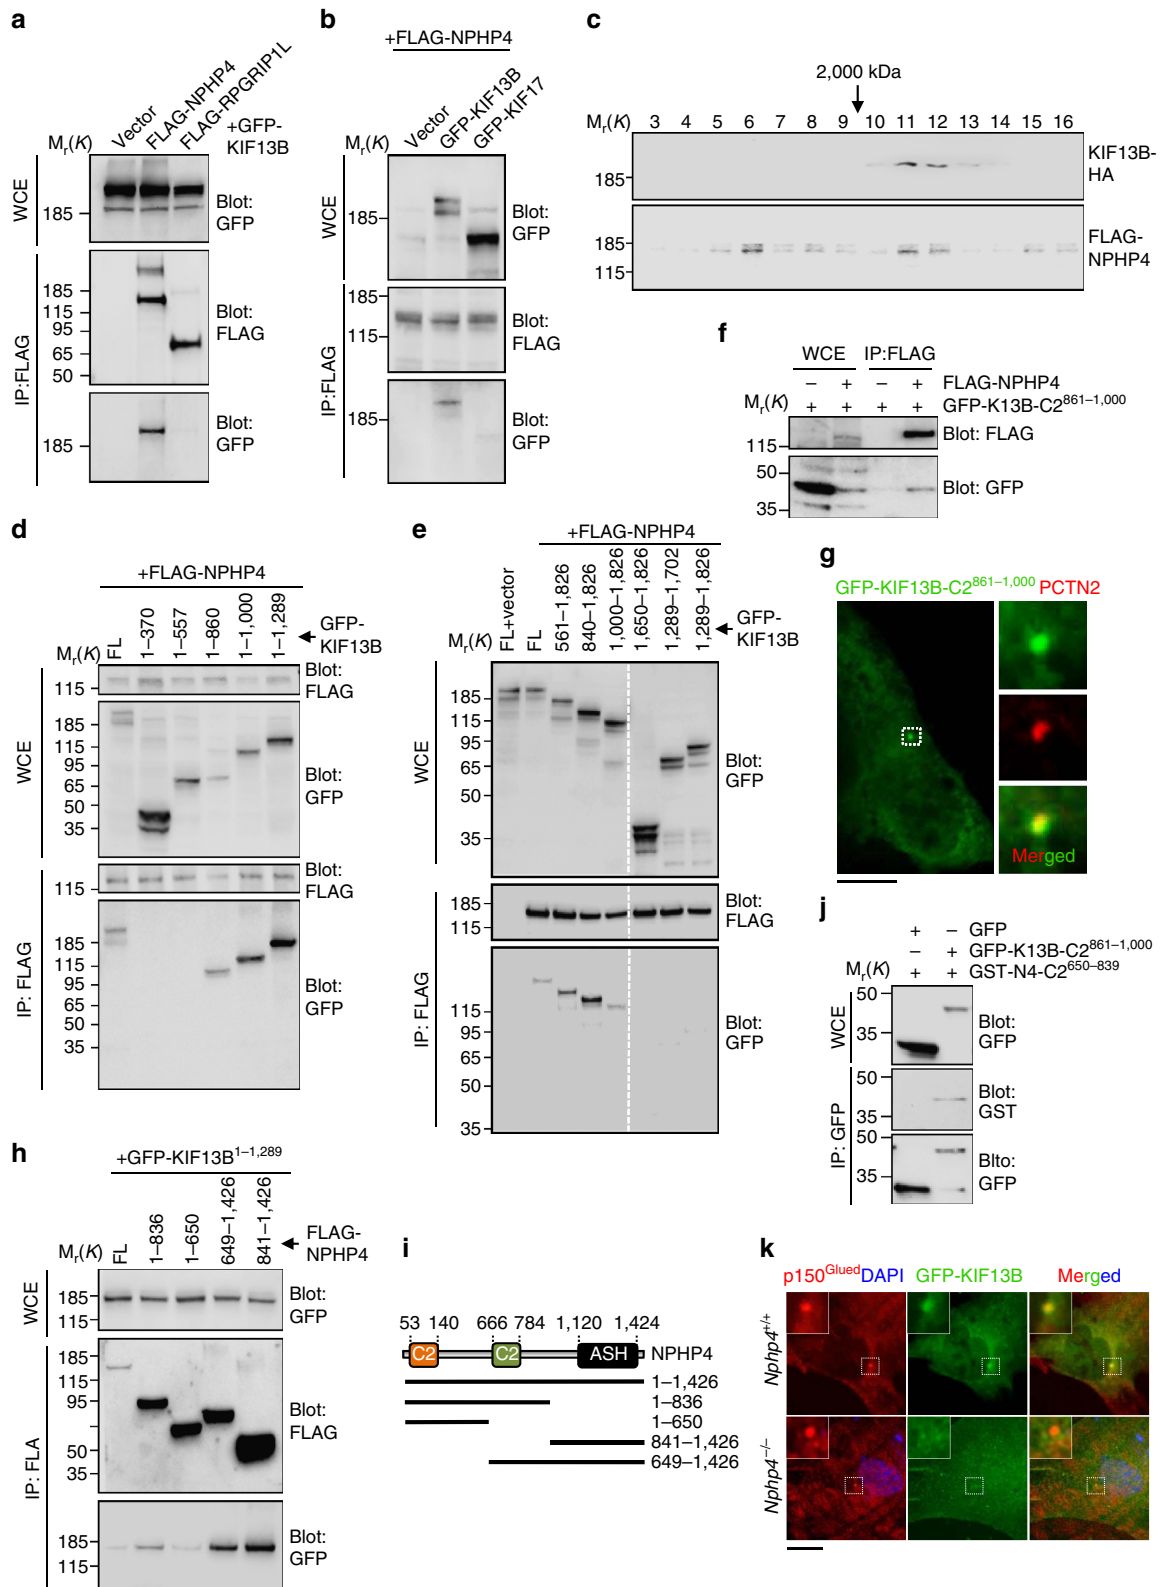 a
Vector
FLAG-NPHP4
FLAG-RPGRIP1L
+GFP-
KIF13B
Mr(K)
WCE
185
Blot:
GFP
IP:FLAG
185
115
95
65
50
Blot:
FLAG
185
Blot:
GFP
b
+FLAG-NPHP4
Vector
GFP-KIF13B
GFP-KIF17
Mr(K)
WCE
185
Blot:
GFP
IP:FLAG
185
115
Blot:
FLAG
Blot:
GFP
c
2,000 kDa
Mr(K) 3 4 5 6 7 8 9 10 11 12 13 14 15 16
185
KIF13B-
HA
185
115
FLAG-
NPHP4
f
WCE IP:FLAG
– + – + FLAG-NPHP4
Mr(K) + + + + GFP-K13B-C2861–1,000
115
Blot: FLAG
50
35
Blot: GFP
d
+FLAG-NPHP4
FL
1–370
1–557
1–860
1–1,000
1–1,289
GFP-
KIF13B
Mr(K)
WCE
115
Blot:
FLAG
185
115
95
65
50
35
Blot:
GFP
IP: FLAG
115
Blot:
FLAG
185
115
95
65
50
35
Blot:
GFP
e
+FLAG-NPHP4
FL+vector
FL
561–1,826
840–1,826
1,000–1,826
1,650–1,826
1,289–1,702
1,289–1,826
GFP-
KIF13B
Mr(K)
WCE
185
115
95
65
50
Blot:
GFP
IP: FLAG
185
115
Blot:
FLAG
115
95
65
50
35
Blot:
GFP
g
GFP-KIF13B-C2861–1,000 PCTN2
Merged
j
+ – GFP
– + GFP-K13B-C2861–1,000
Mr(K) + + GST-N4-C2650–839
WCE
50
35
Blot:
GFP
IP: GFP
50
35
Blot:
GST
50
35
Blto:
GFP
h
+GFP-KIF13B1–1,289
FL
1–836
1–650
649–1,426
841–1,426
FLAG-
NPHP4
Mr(K)
WCE
185
115
Blot:
GFP
IP: FLA
185
115
95
50
35
Blot:
FLAG
185
115
Blot:
GFP
i
53 140 666 784 1,120 1,424
C2 C2 ASH NPHP4
1–1,426
1–836
1–650
841–1,426
649–1,426
k
p150GluedDAPI GFP-KIF13B Merged
Nphp4+/+
Nphp4–/–